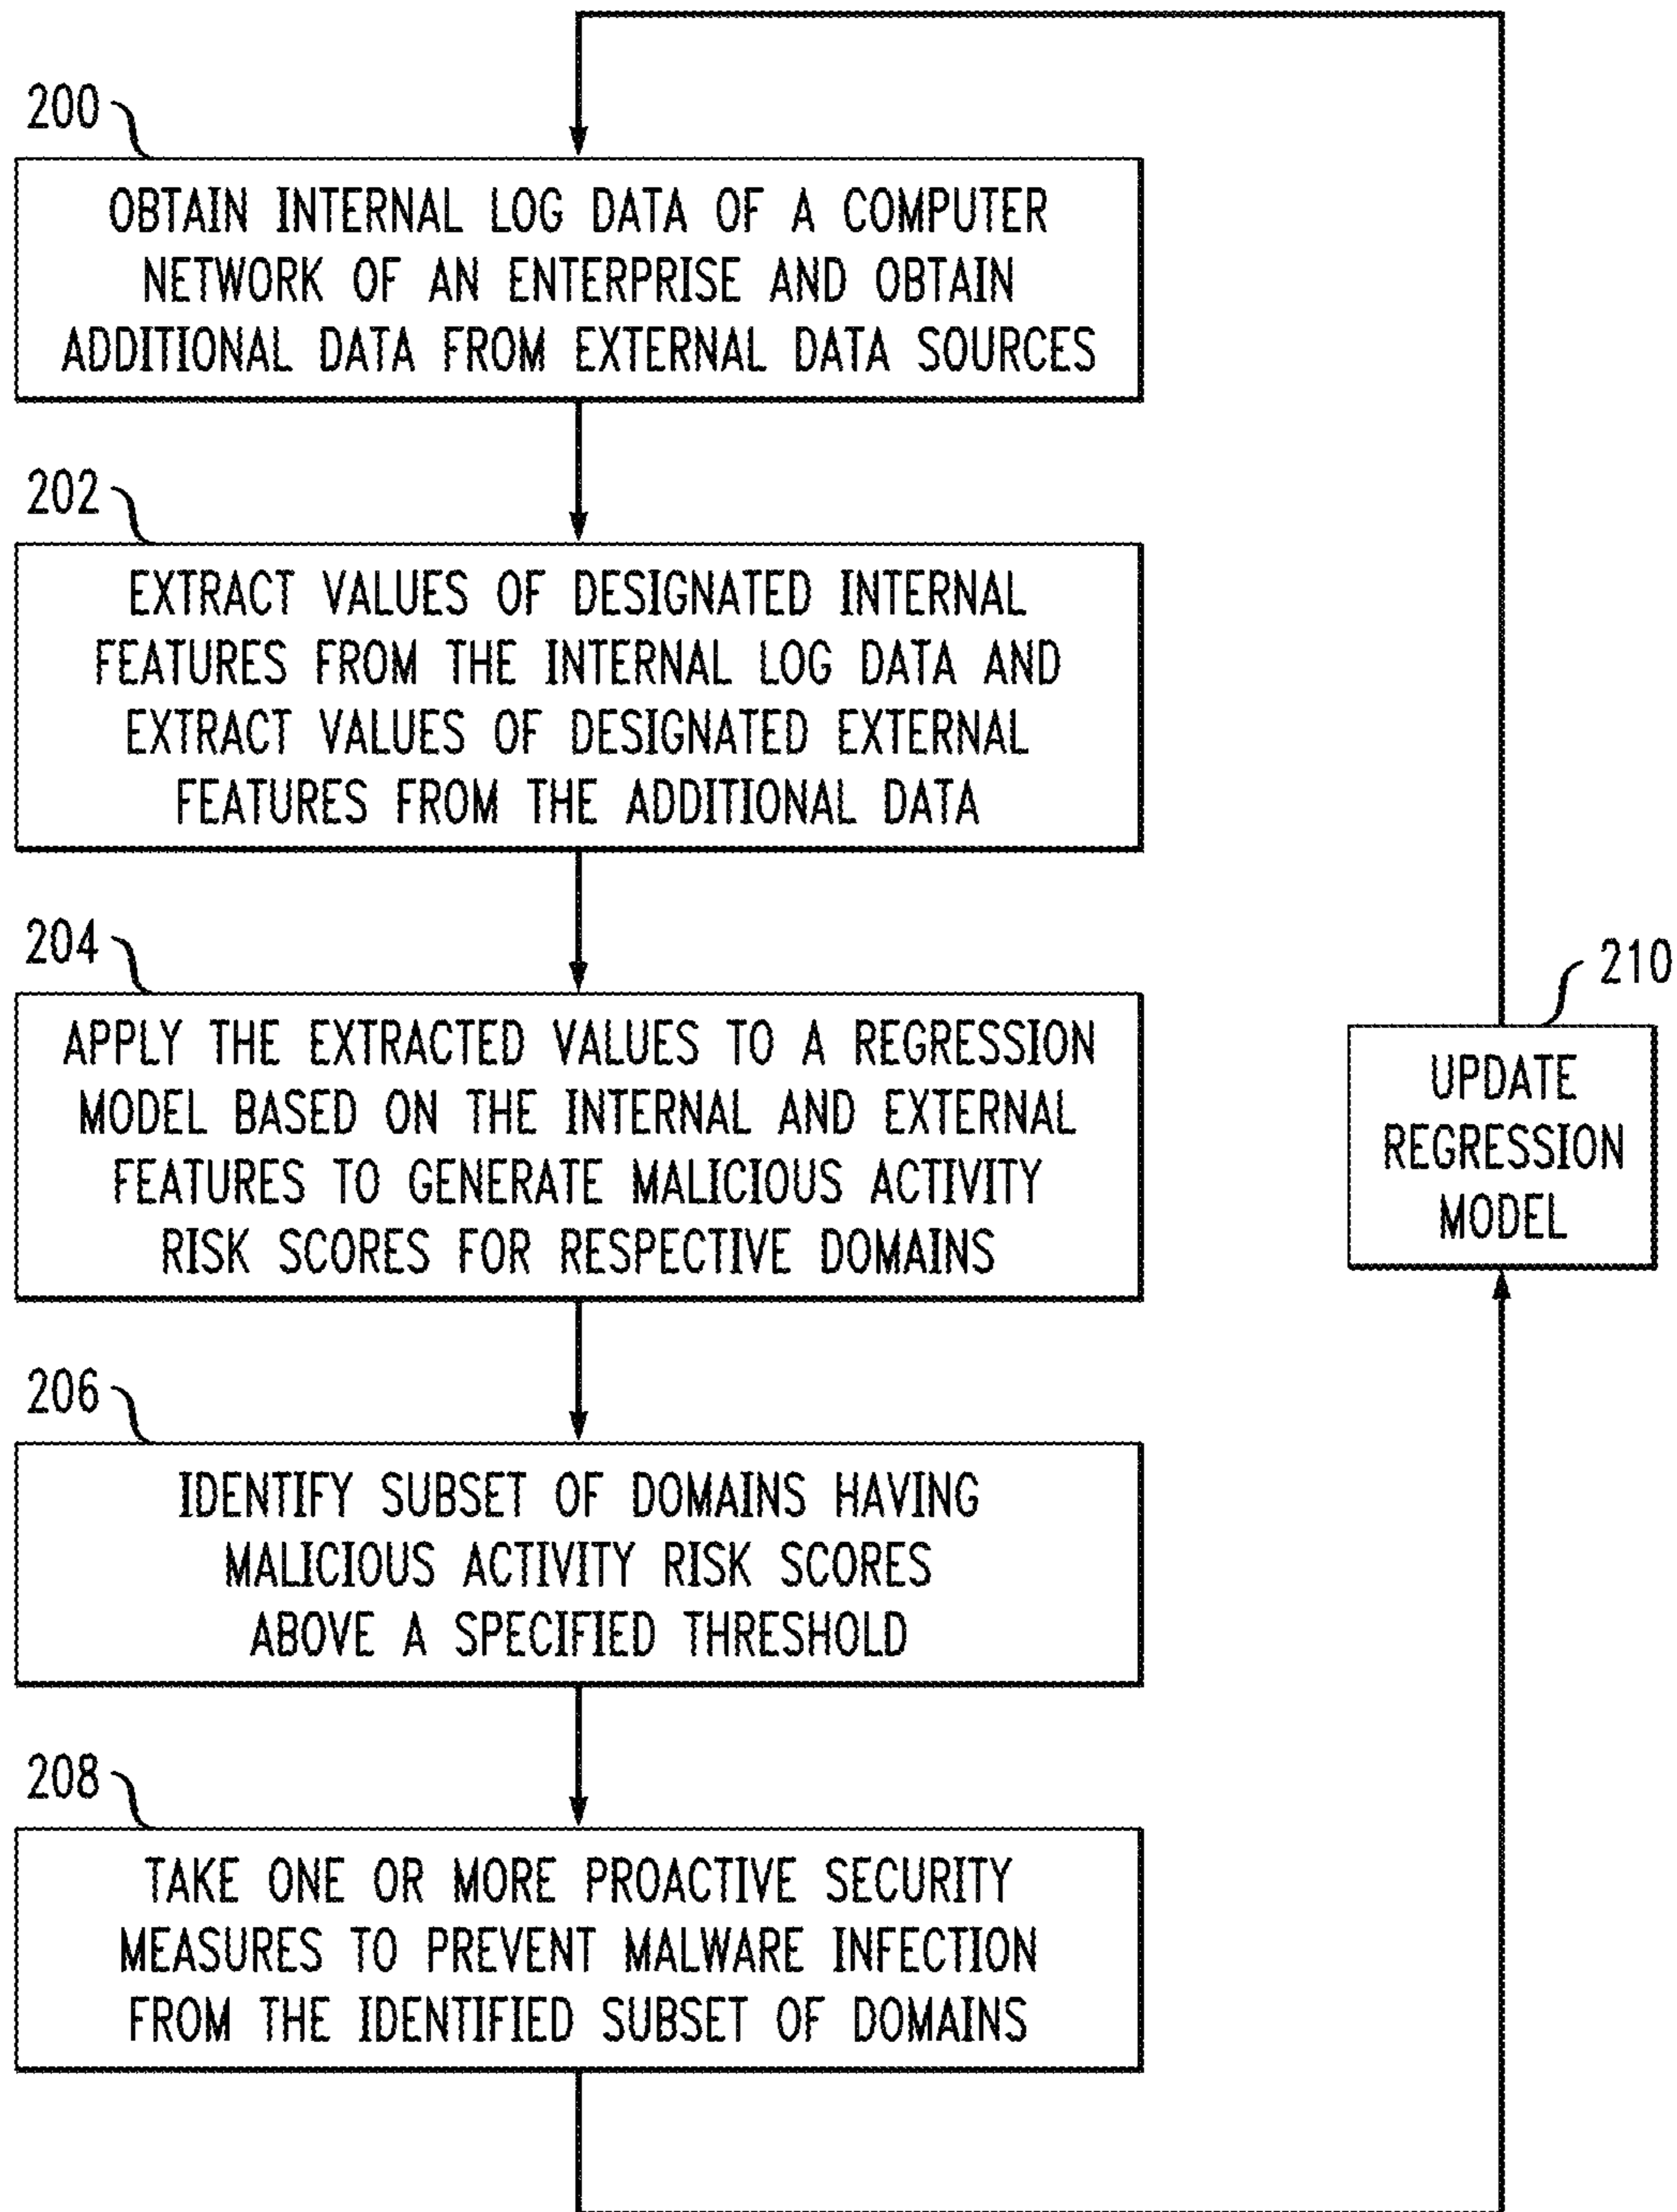 200
OBTAIN INTERNAL LOG DATA OF A COMPUTER
NETWORK OF AN ENTERPRISE AND OBTAIN
ADDITIONAL DATA FROM EXTERNAL DATA SOURCES
202
EXTRACT VALUES OF DESIGNATED INTERNAL
FEATURES FROM THE INTERNAL LOG DATA AND
EXTRACT VALUES OF DESIGNATED EXTERNAL
FEATURES FROM THE ADDITIONAL DATA
204
APPLY THE EXTRACTED VALUES TO A REGRESSION
MODEL BASED ON THE INTERNAL AND EXTERNAL
FEATURES TO GENERATE MALICIOUS ACTIVITY
RISK SCORES FOR RESPECTIVE DOMAINS
206
IDENTIFY SUBSET OF DOMAINS HAVING
MALICIOUS ACTIVITY RISK SCORES
ABOVE A SPECIFIED THRESHOLD
208
TAKE ONE OR MORE PROACTIVE SECURITY
MEASURES TO PREVENT MALWARE INFECTION
FROM THE IDENTIFIED SUBSET OF DOMAINS
210
UPDATE
REGRESSION
MODEL